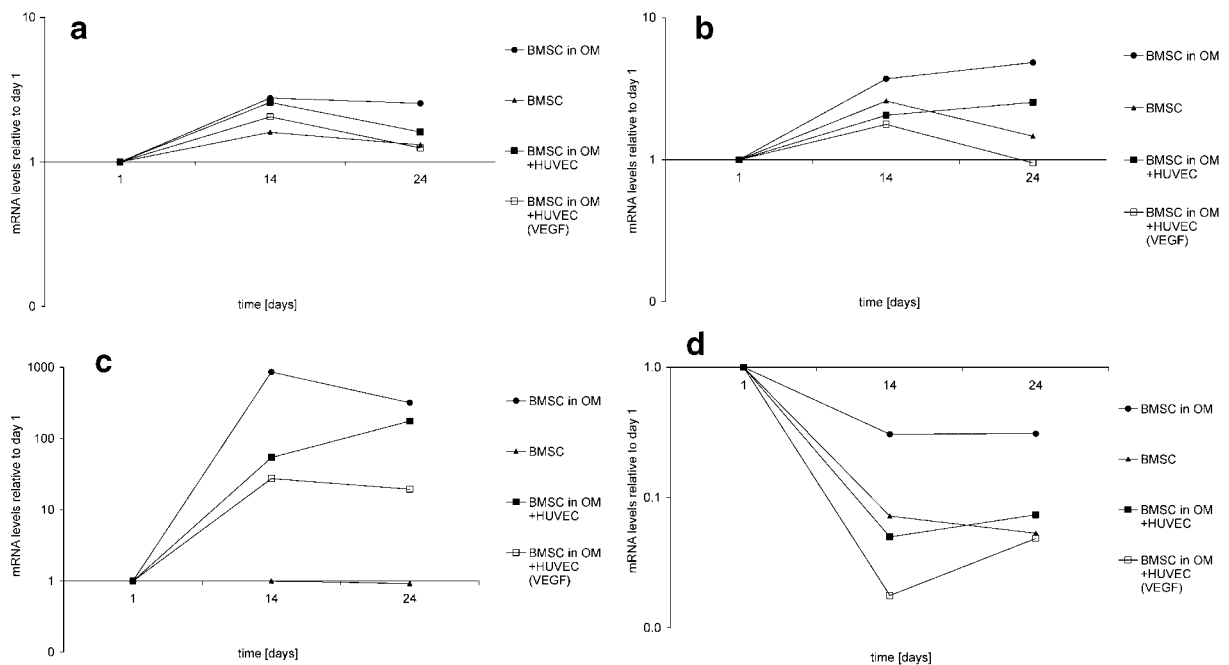 a
10
1
0
mRNA levels relative to day 1
1
14
24
time [days]
BMSC in OM
BMSC
BMSC in OM
+HUVEC
BMSC in OM
+HUVEC
(VEGF)
b
10
1
0
mRNA levels relative to day 1
1
14
24
time [days]
BMSC in OM
BMSC
BMSC in OM
+HUVEC
BMSC in OM
+HUVEC
(VEGF)
c
1000
100
10
1
0
mRNA levels relative to day 1
1
14
24
time [days]
BMSC in OM
BMSC
BMSC in OM
+HUVEC
BMSC in OM
+HUVEC
(VEGF)
d
1.0
0.1
0.0
mRNA levels relative to day 1
1
14
24
time [days]
BMSC in OM
BMSC
BMSC in OM
+HUVEC
BMSC in OM
+HUVEC
(VEGF)